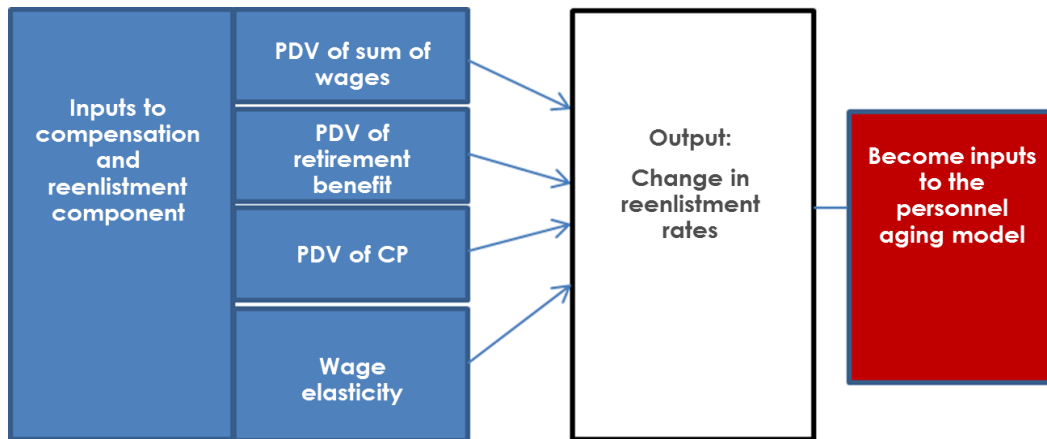 Inputs to
compensation
and
reenlistment
component
PDV of sum of
wages
PDV of
retirement
benefit
PDV of CP
Wage
elasticity
Output:
Change in
reenlistment
rates
Become inputs
to the
personnel
aging model